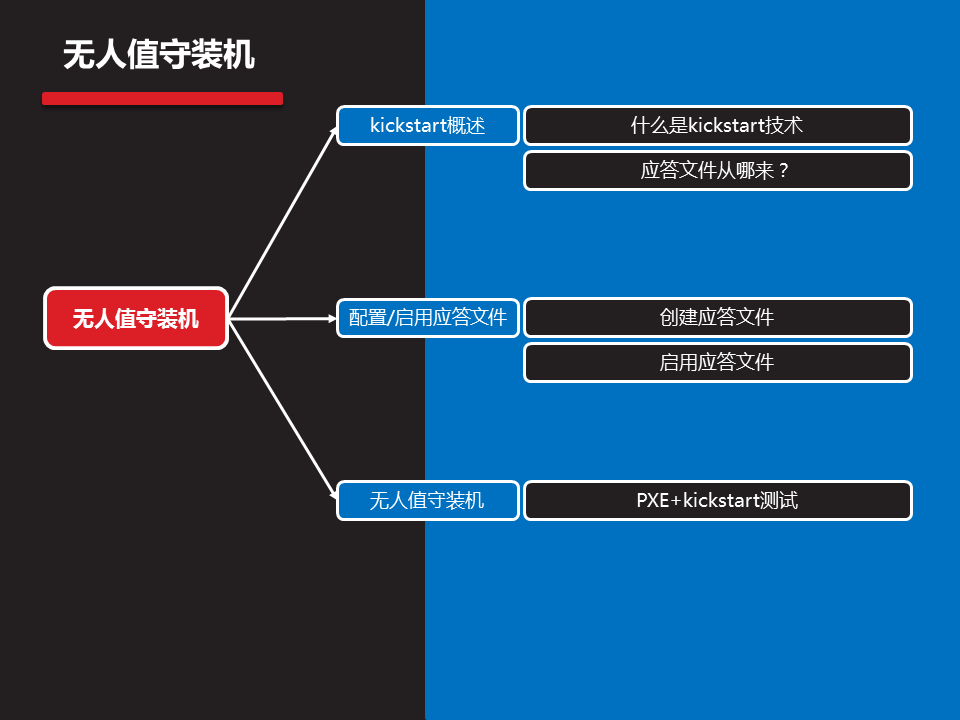 无人值守装机
kickstart概述
什么是kickstart技术
应答文件从哪来？
无人值守装机
配置/启用应答文件
创建应答文件
启用应答文件
无人值守装机
PXE+kickstart测试